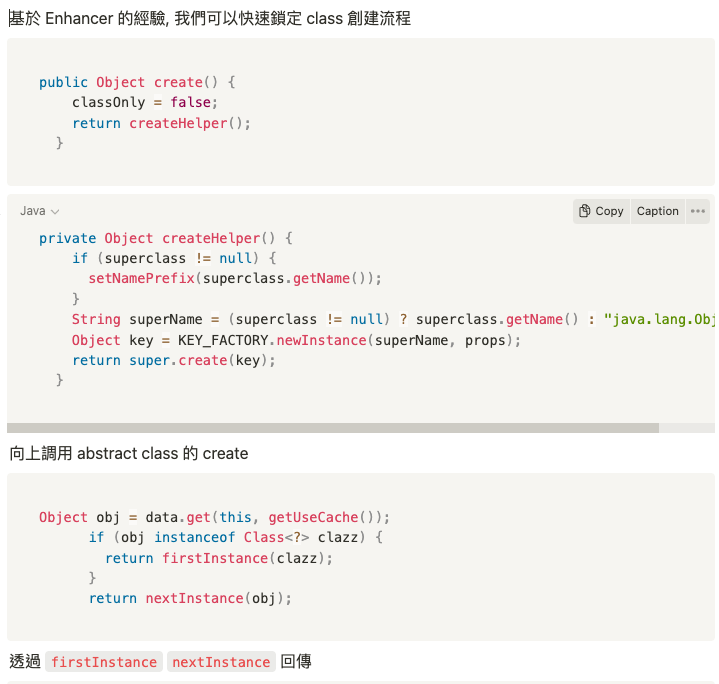 基於 Enhancer 的經驗, 我們可以快速鎖定 class 創建流程
public Object create() {
classOnly = false;
return createHelper();
}
Java
Copy Caption
private Object createHelper() {
if (superclass != null) {
setNamePrefix(superclass.getName());
}
String superName = (superclass != null) ? superclass.getName() : "java.lang.Obj
Object key = KEY_FACTORY.newInstance(superName, props);
return super.create(key);
}
向上調用 abstract class 的 create
Object obj = data.get(this, getUseCache());
if (obj instanceof Class<?> clazz) {
return firstInstance(clazz);
}
return nextInstance(obj);
透過 firstInstance nextInstance 回傳